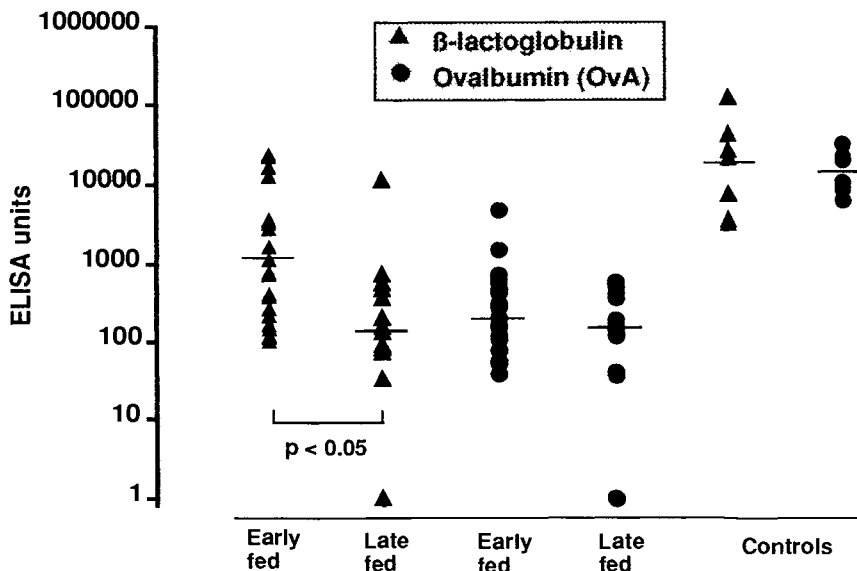 1000000
100000
10000
1000
100
10
1
ELISA units
ß-lactoglobulin
Ovalbumin (OvA)
p < 0.05
Early fed
Late fed
Early fed
Late fed
Controls